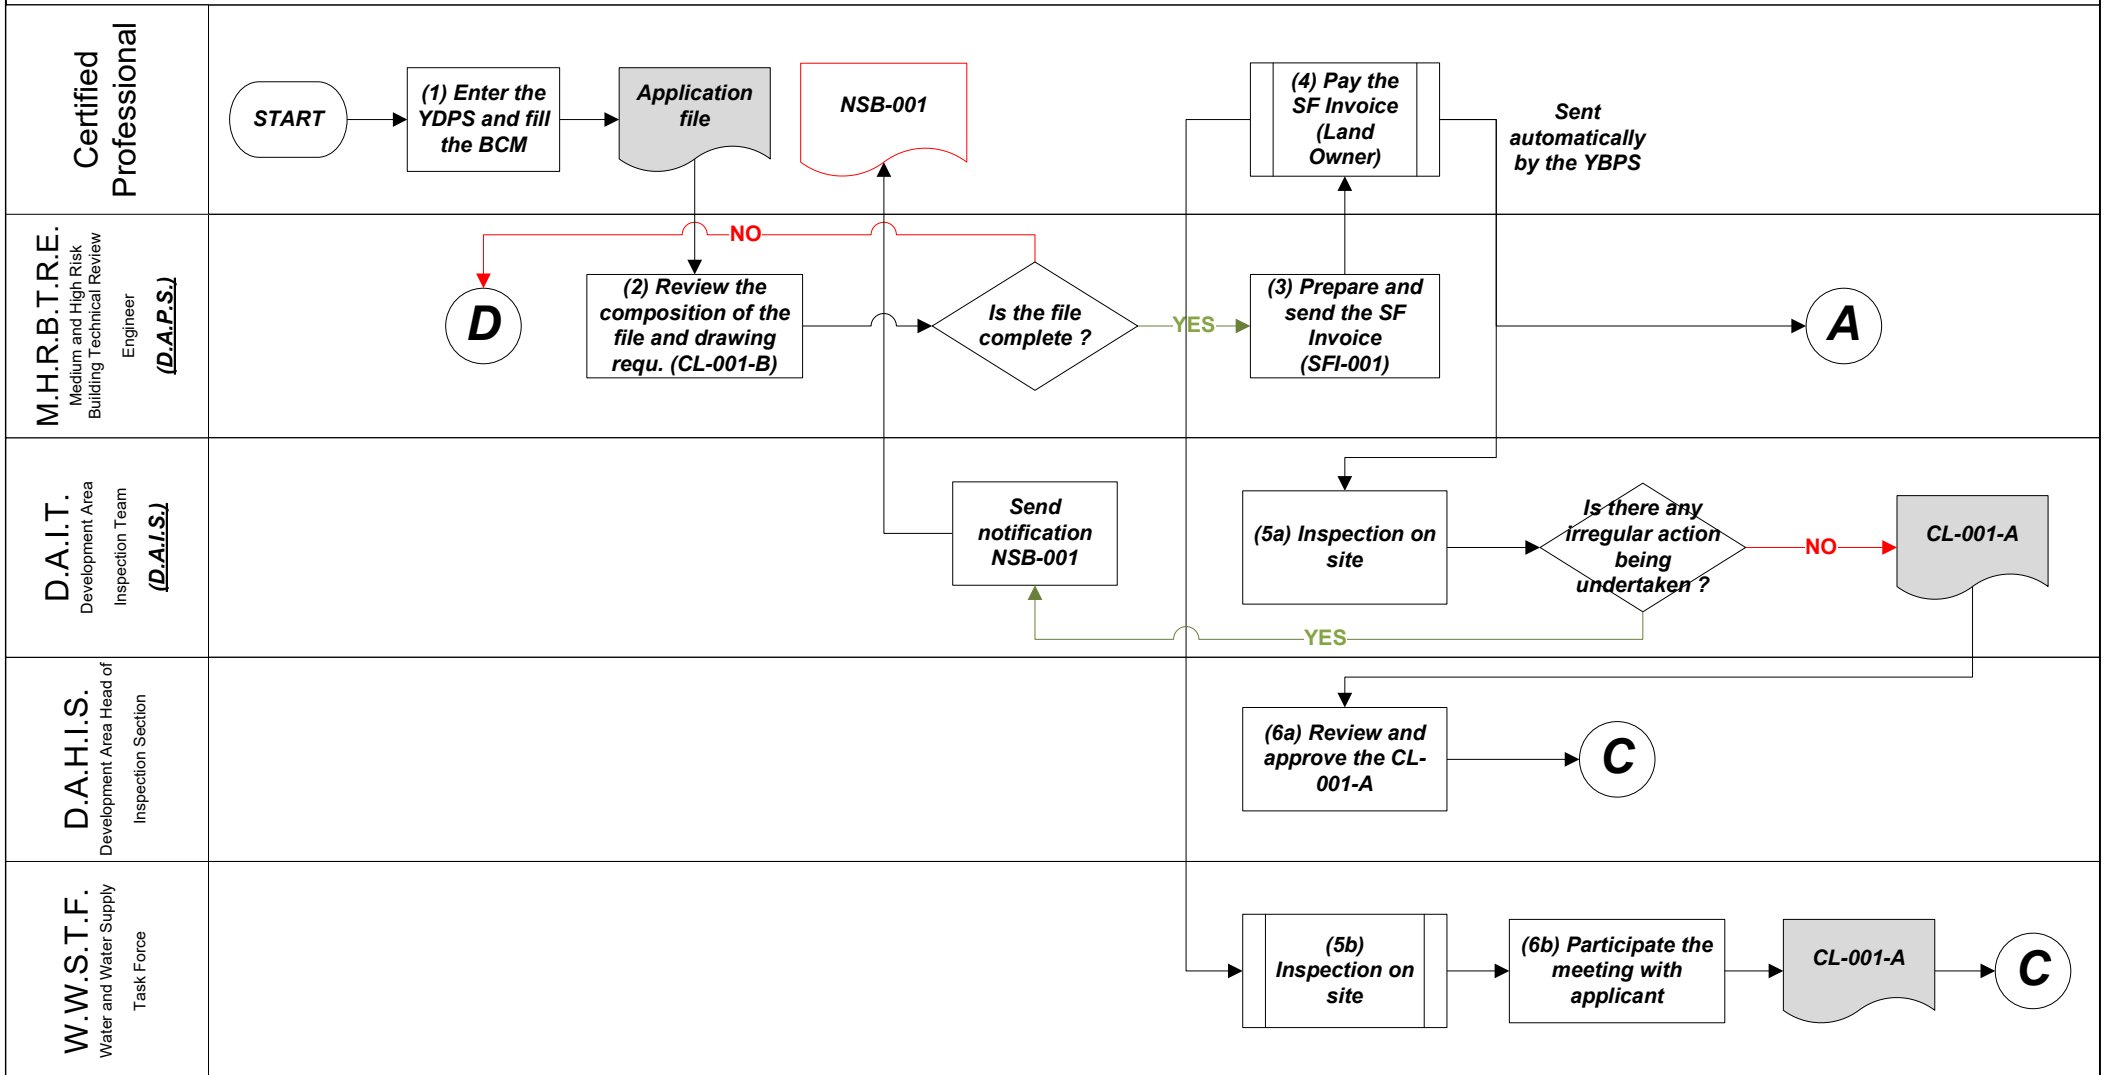 Certified
Professional
START
(1) Enter the
YDPS and fill
the BCM
Application
file
NSB-001
(4) Pay the
SF Invoice
(Land
Owner)
Sent
automatically
by the YBPS
M.H.R.B.T.R.E.
Medium and High Risk
Building Technical Review
Engineer
(D.A.P.S.)
D
NO
(2) Review the
composition of the
file and drawing
requ. (CL-001-B)
Is the file
complete ?
YES
(3) Prepare and
send the SF
Invoice
(SFI-001)
A
D.A.I.T.
Development Area
Inspection Team
(D.A.I.S.)
Send
notification
NSB-001
(5a) Inspection on
site
Is there any
irregular action
being
undertaken ?
NO
CL-001-A
YES
D.A.H.I.S.
Development Area Head of
Inspection Section
(6a) Review and
approve the CL-
001-A
C
W.W.S.T.F.
Water and Water Supply
Task Force
(5b)
Inspection on
site
(6b) Participate the
meeting with
applicant
CL-001-A
C